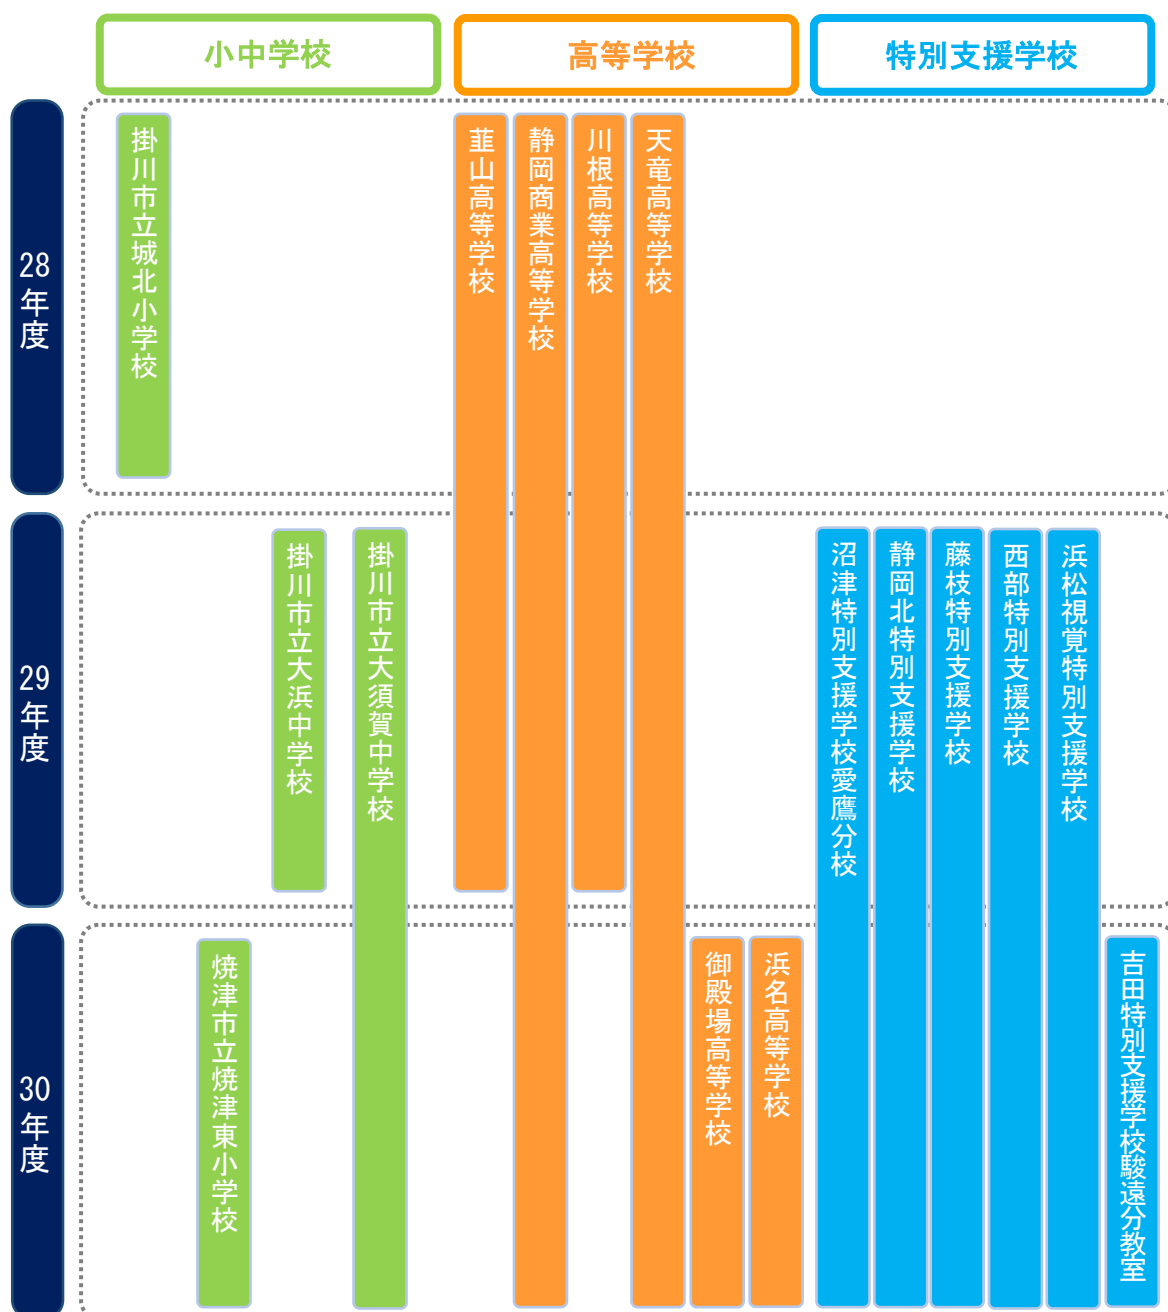 小中学校
高等学校
特別支援学校
28年度
掛川市立城北小学校
韮山高等学校
静岡商業高等学校
川根高等学校
天竜高等学校
29年度
掛川市立大浜中学校
掛川市立大須賀中学校
沼津特別支援学校愛鷹分校
静岡北特別支援学校
藤枝特別支援学校
西部特別支援学校
浜松視覚特別支援学校
30年度
焼津市立焼津東小学校
御殿場高等学校
浜名高等学校
吉田特別支援学校駿遠分教室